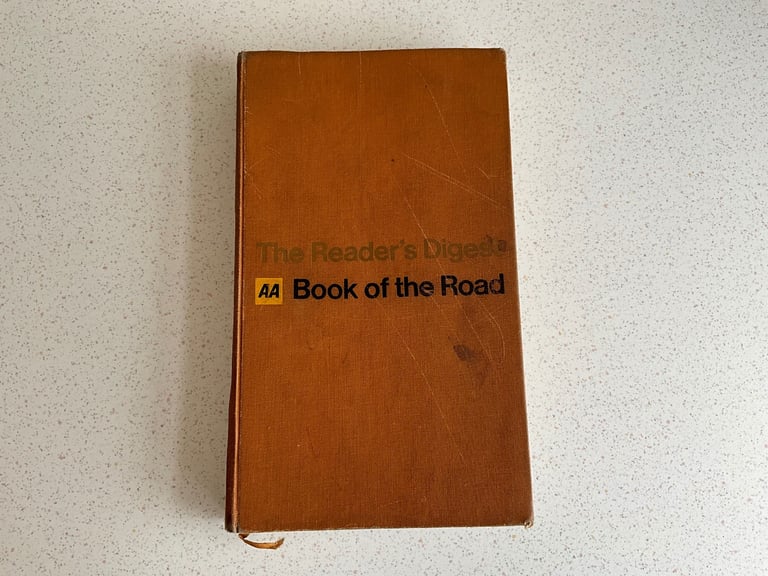 The Reader's Digest
AA Book of the Road